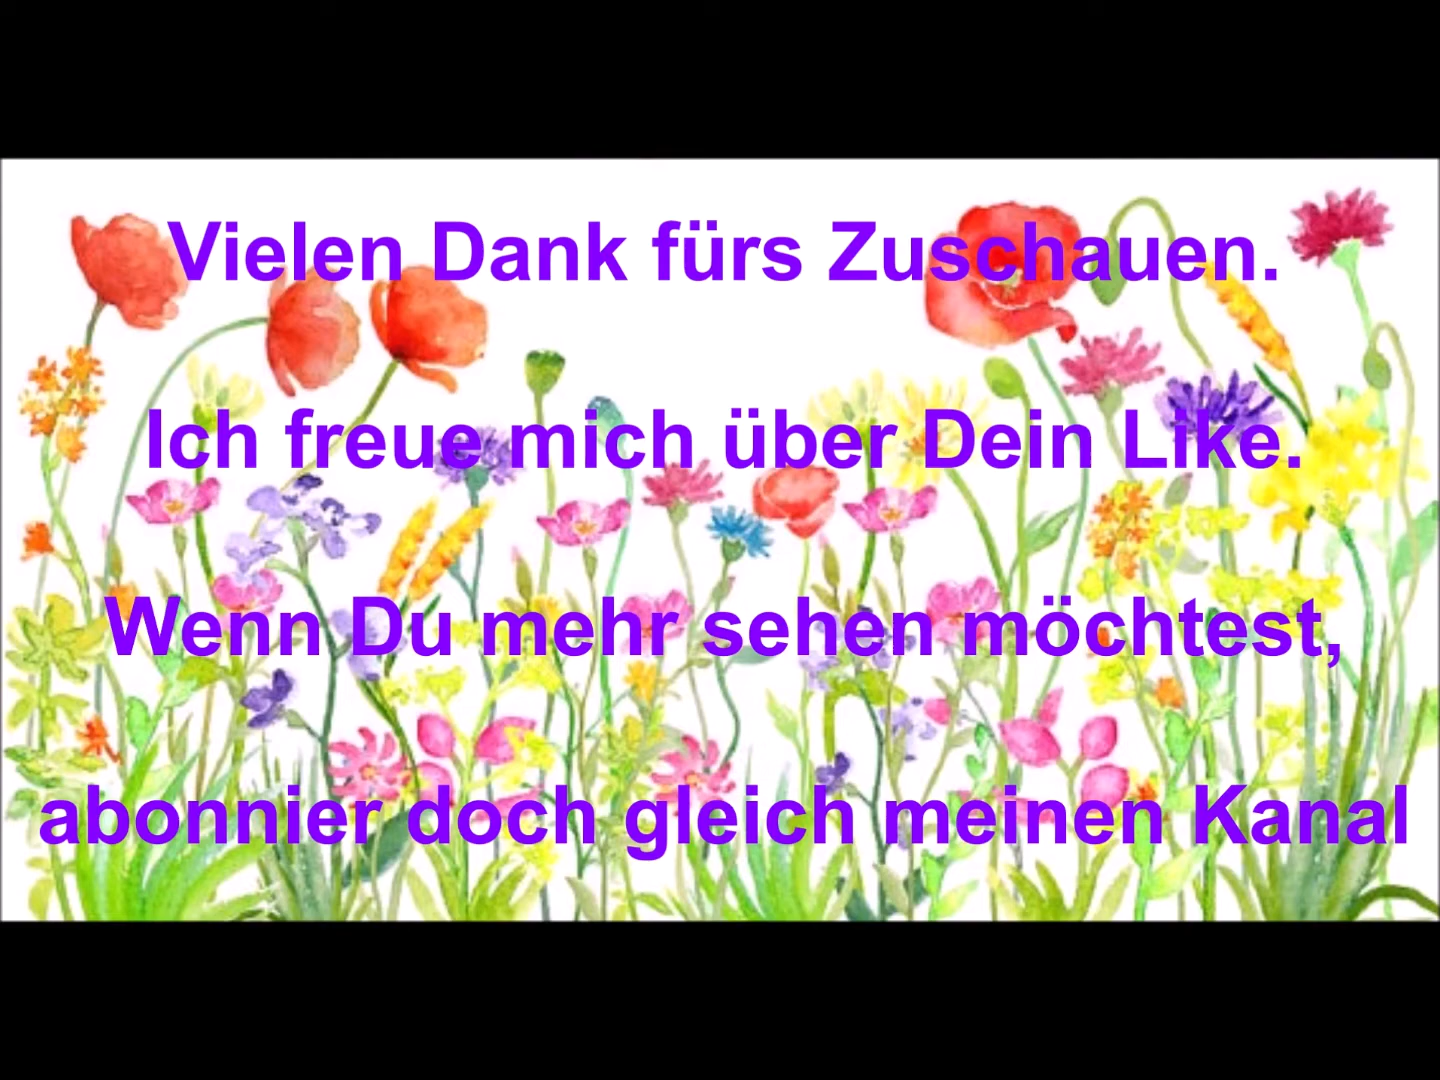 Vielen Dank fürs Zuschauen.
Ich freue mich über Dein Like.
Wenn Du mehr sehen möchtest,
abonnier doch gleich meinen Kanal